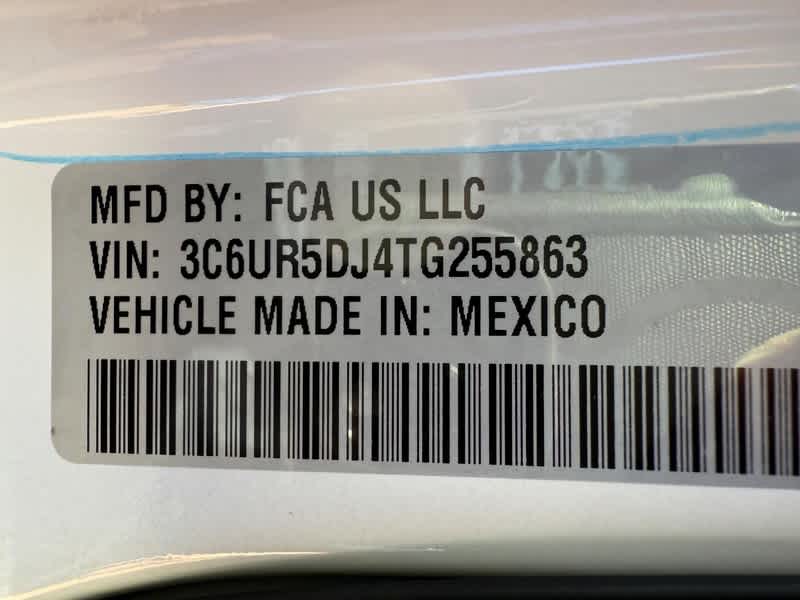 MFD BY: FCA US LLC
VIN: 3C6UR5DJ4TG255863
VEHICLE MADE IN: MEXICO